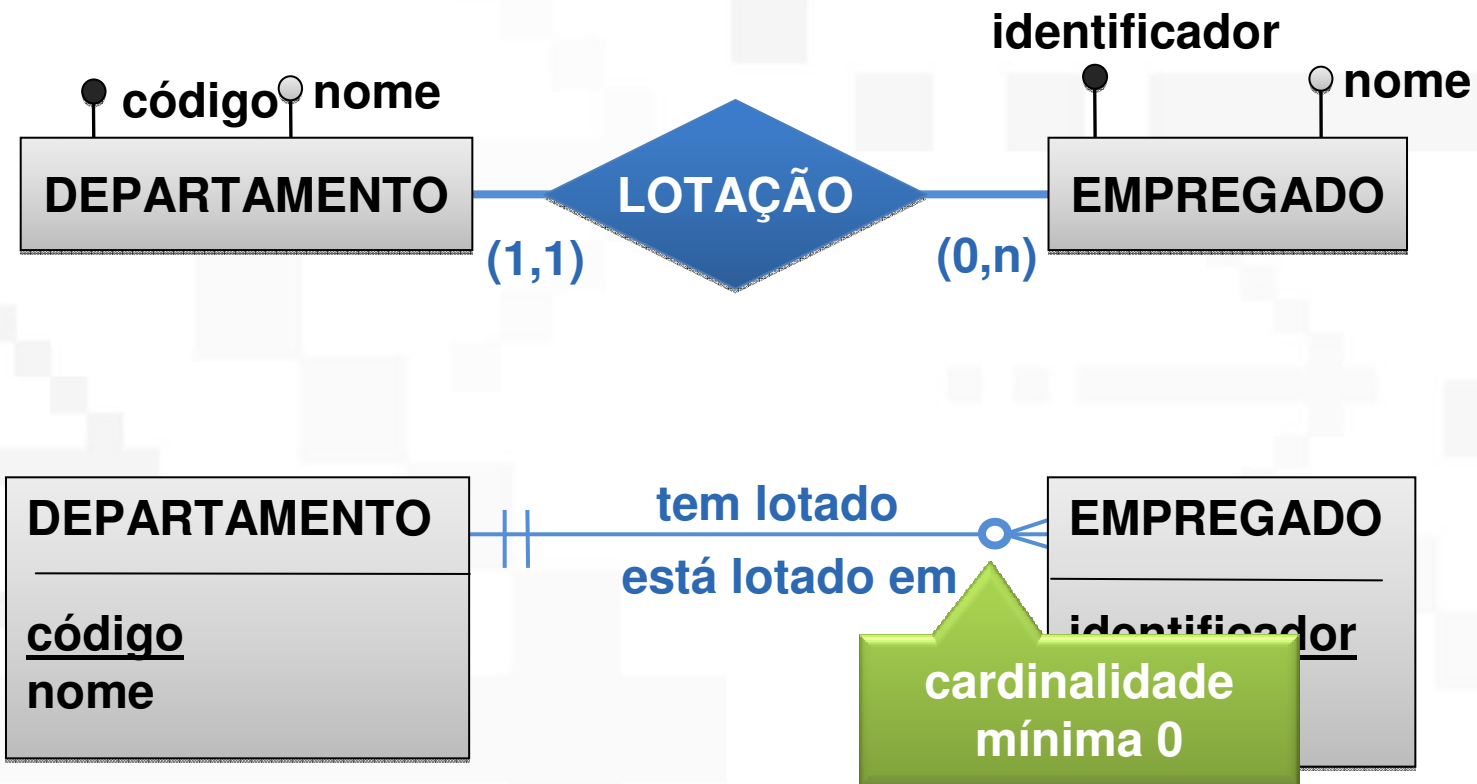 identificador
código nome
nome
DEPARTAMENTO
LOTAÇÃO
EMPREGADO
(1,1)
(0,n)
DEPARTAMENTO
código
nome
tem lotado
está lotado em
EMPREGADO
identificador
cardinalidade
mínima 0